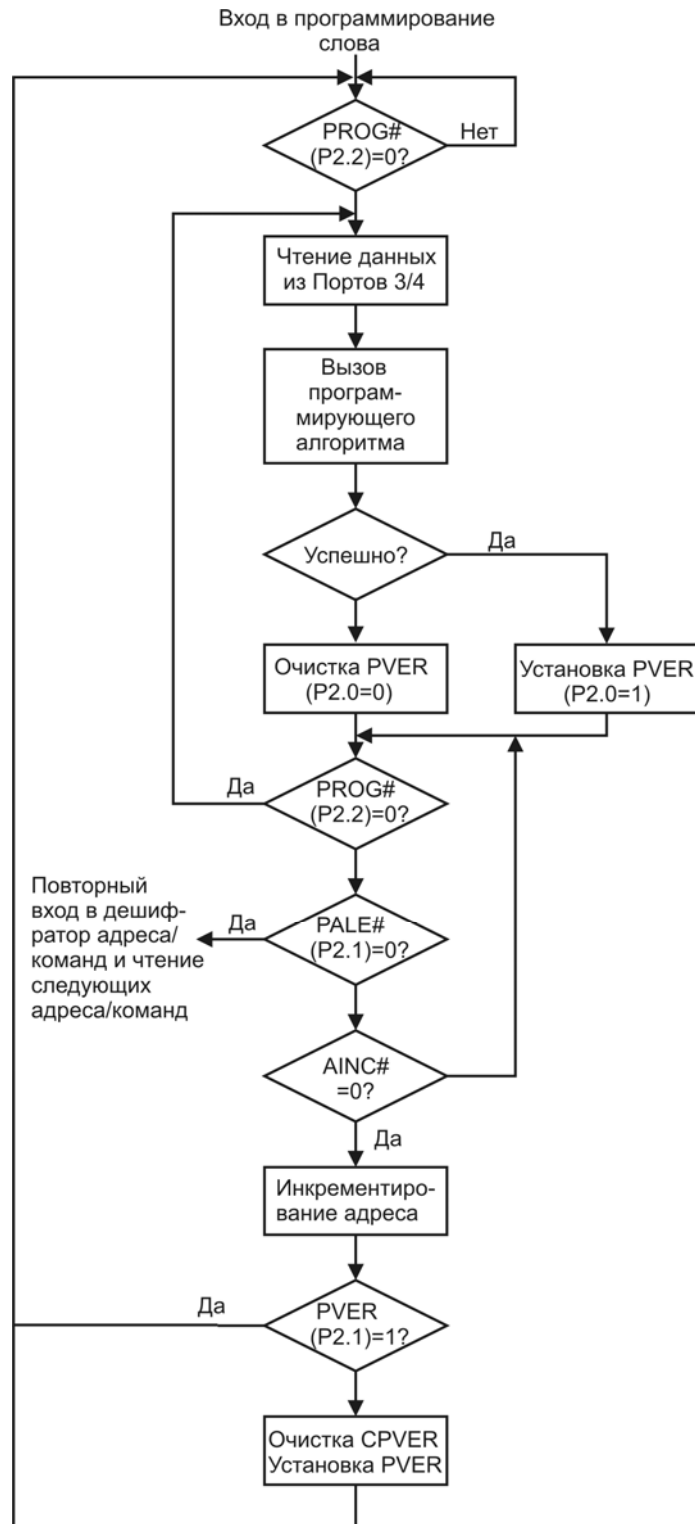 Вход в программирование
слова
PROG#
(P2.2)=0?
Нет
Чтение данных
из Портов 3/4
Вызов
програм-
мирующего
алгоритма
Успешно?
Да
Очистка PVER
(P2.0=0)
Установка PVER
(P2.0=1)
Да
PROG#
(P2.2)=0?
Повторный
вход в дешиф-
ратор адреса/
команд и чтение
следующих
адреса/команд
Да
PALE#
(P2.1)=0?
AINC#
=0?
Да
Инкрементиро-
вание адреса
Да
PVER
(P2.1)=1?
Очистка CPVER
Установка PVER